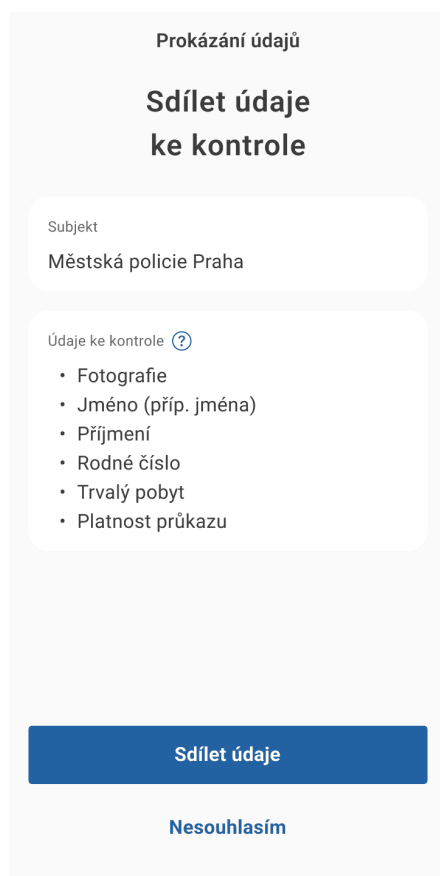 Prokázání údajů
Sdílet údaje
ke kontrole
Subjekt
Městská policie Praha
Údaje ke kontrole ?
• Fotografie
• Jméno (příp. jména)
• Příjmení
• Rodné číslo
• Trvalý pobyt
• Platnost průkazu
Sdílet údaje
Nesouhlasím